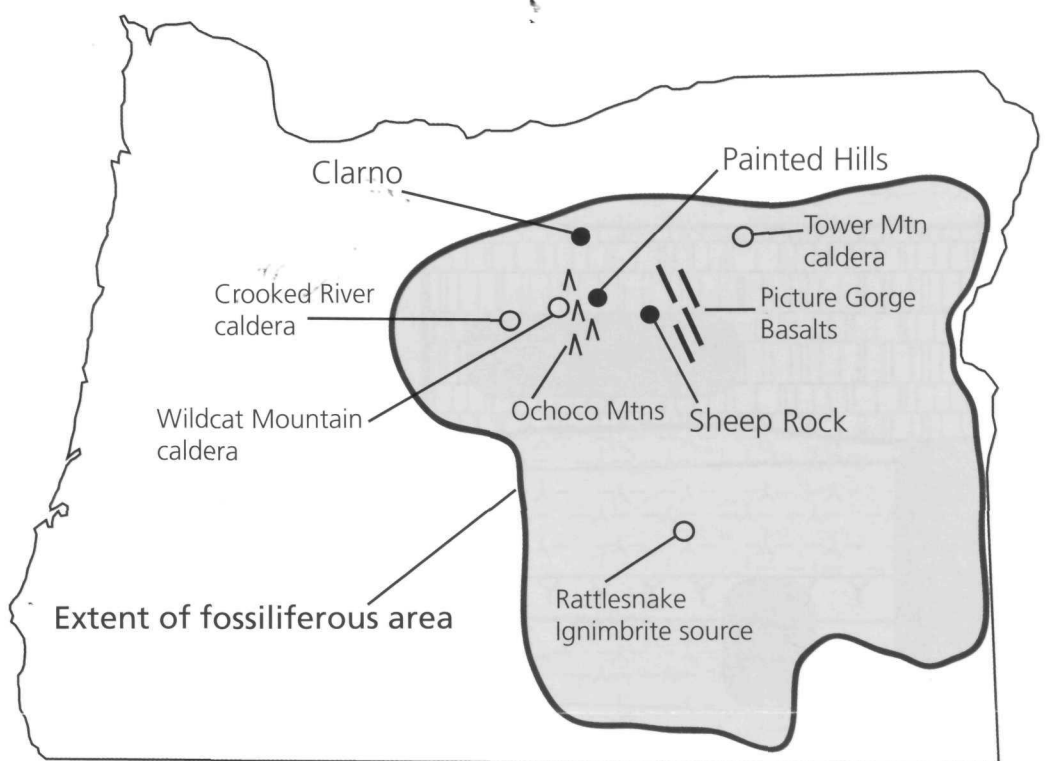 Clarno
Painted Hills
Tower Mtn
caldera
Crooked River
caldera
Picture Gorge
Basalts
Wildcat Mountain
caldera
Ochoco Mtns
Sheep Rock
Extent of fossiliferous area
Rattlesnake
Ignimbrite source